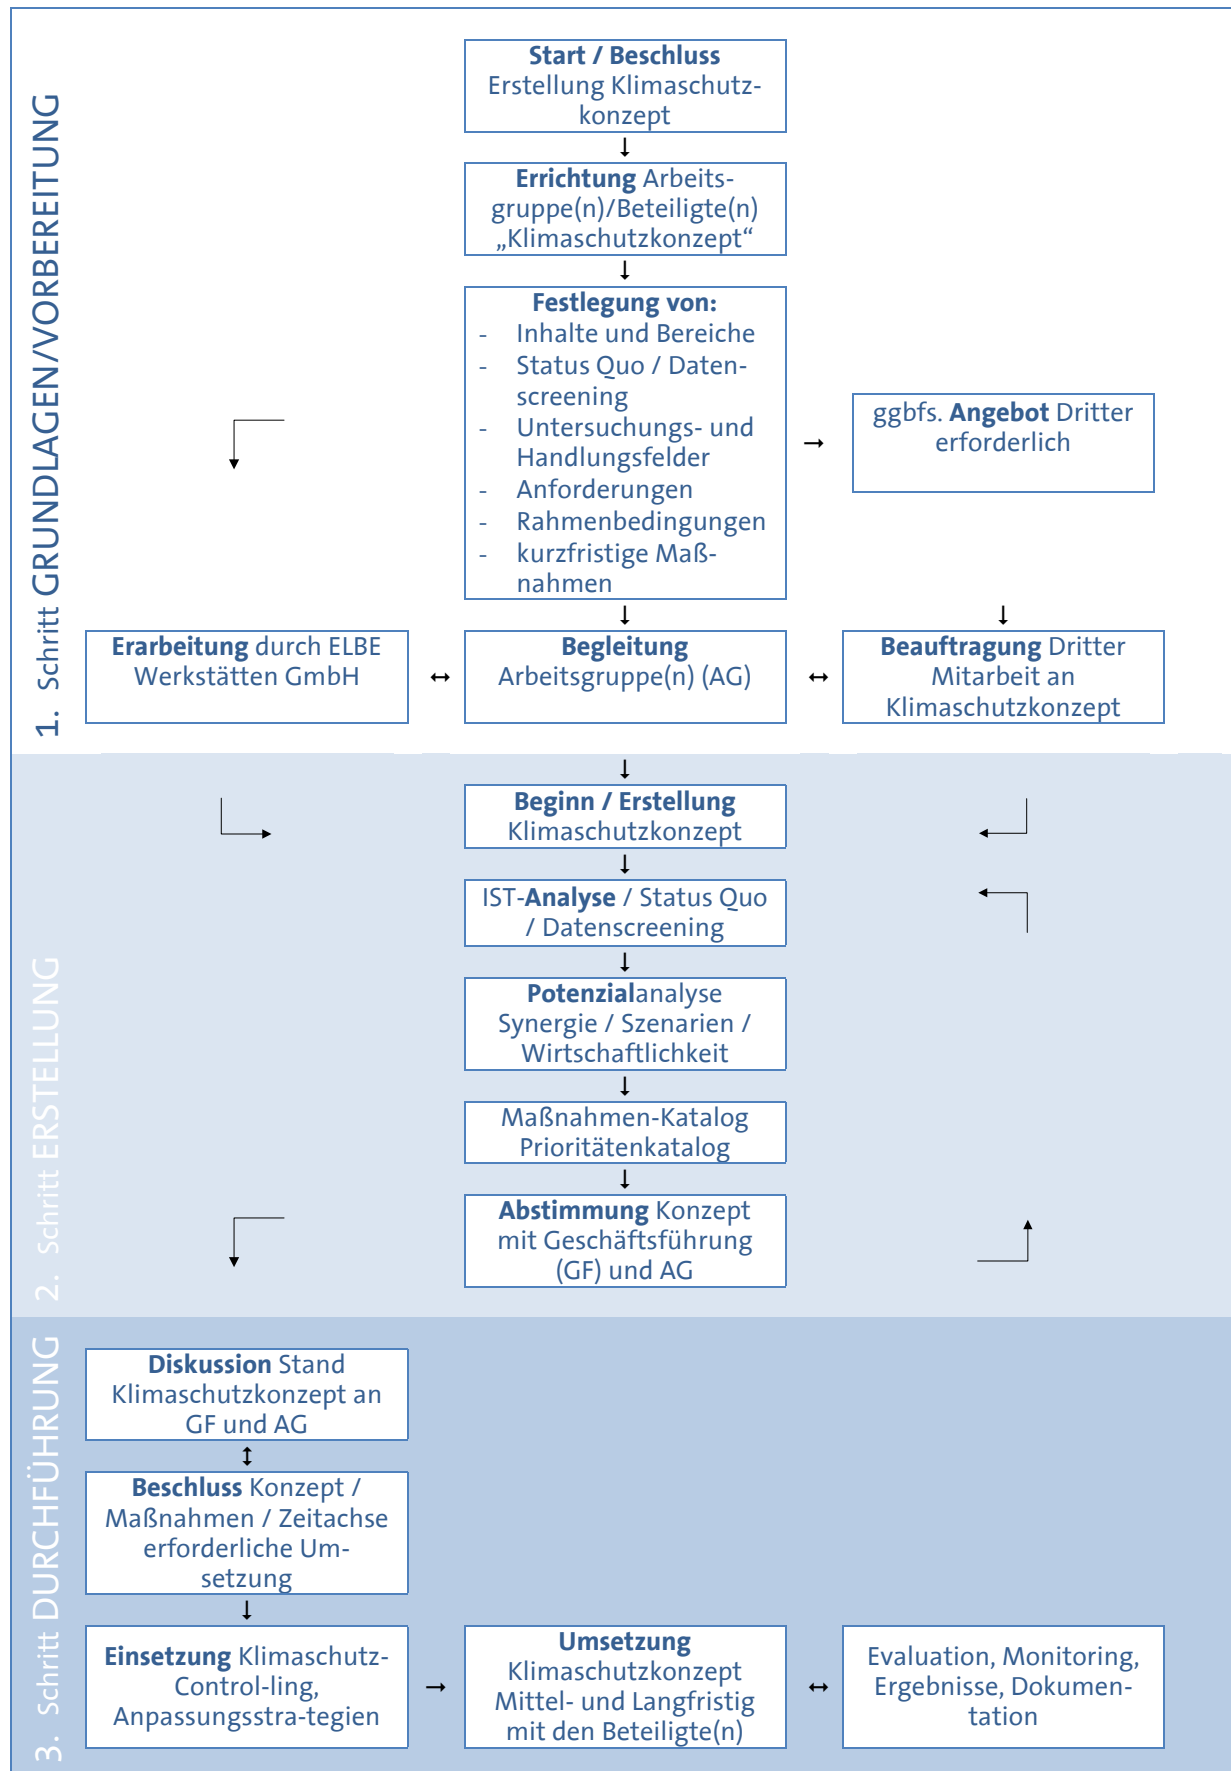 1. Schritt GRUNDLAGEN/VORBEREITUNG
Start / Beschluss
Erstellung Klimaschutz-
konzept
Errichtung Arbeits-
gruppe(n)/Beteiligte(n)
„Klimaschutzkonzept“
Festlegung von:
- Inhalte und Bereiche
- Status Quo / Daten-
screening
- Untersuchungs- und
Handlungsfelder
- Anforderungen
- Rahmenbedingungen
- kurzfristige Maß-
nahmen
ggbfs. Angebot Dritter
erforderlich
Erarbeitung durch ELBE
Werkstätten GmbH
Begleitung
Arbeitsgruppe(n) (AG)
Beauftragung Dritter
Mitarbeit an
Klimaschutzkonzept
2. Schritt ERSTELLUNG
Beginn / Erstellung
Klimaschutzkonzept
IST-Analyse / Status Quo
/ Datenscreening
Potenzialanalyse
Synergie / Szenarien /
Wirtschaftlichkeit
Maßnahmen-Katalog
Prioritätenkatalog
Abstimmung Konzept
mit Geschäftsführung
(GF) und AG
3. Schritt DURCHFÜHRUNG
Diskussion Stand
Klimaschutzkonzept an
GF und AG
Beschluss Konzept /
Maßnahmen / Zeitachse
erforderliche Um-
setzung
Einsetzung Klimaschutz-
Control-ling,
Anpassungsstra-tegien
Umsetzung
Klimaschutzkonzept
Mittel- und Langfristig
mit den Beteiligte(n)
Evaluation, Monitoring,
Ergebnisse, Dokumen-
tation